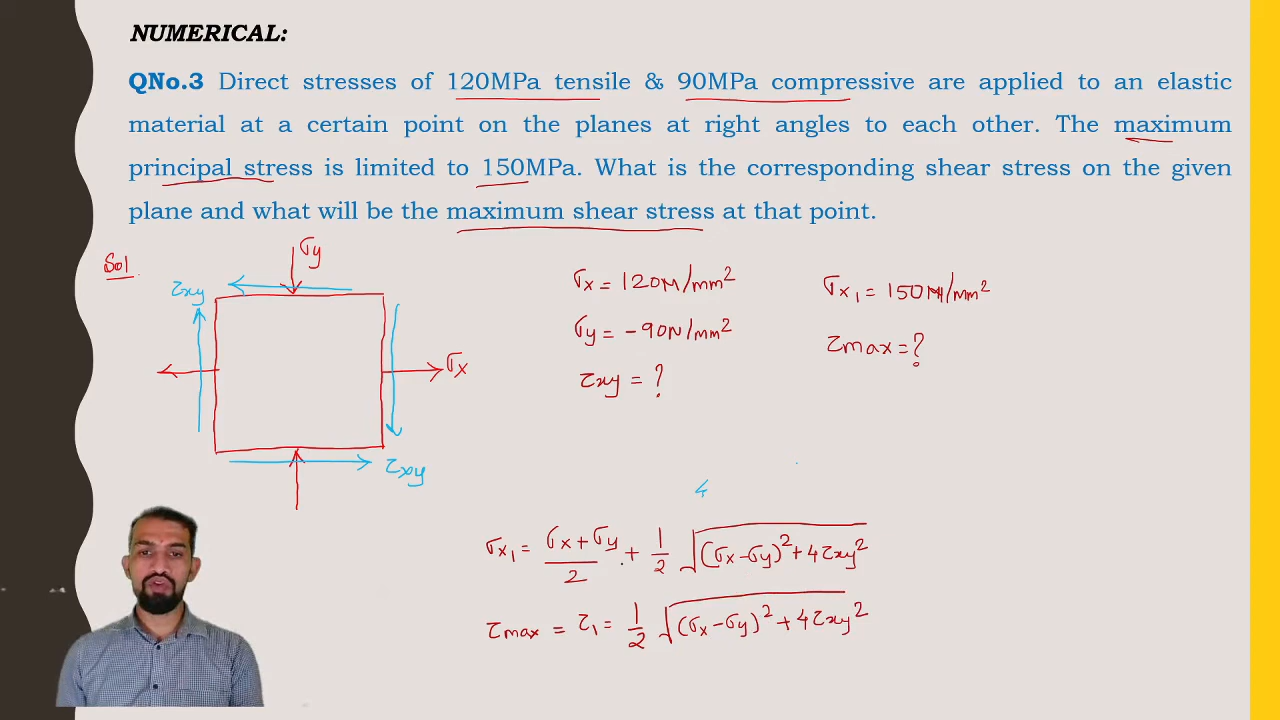 NUMERICAL:
QNo.3 Direct stresses of 120MPa tensile & 90MPa compressive are applied to an elastic
material at a certain point on the planes at right angles to each other. The maximum
principal stress is limited to 150MPa. What is the corresponding shear stress on the given
plane and what will be the maximum shear stress at that point.
Sol
σy
τxy
σx
τxy
σx = 120N/mm²
σy = -90N/mm²
τxy = ?
σx₁ = 150N/mm²
τmax = ?
4
σx₁ = (σx+σy)/2 + 1/2 √((σx-σy)²+4τxy²)
τmax = τ₁ = 1/2 √((σx-σy)²+4τxy²)